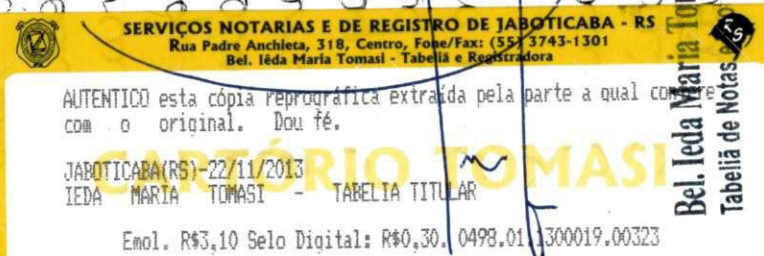 SERVIÇOS NOTARIAS E DE REGISTRO DE JABOTICABA - RS
Rua Padre Anchieta, 318, Centro, Fone/Fax: (55) 3743-1301
Bel. Iêda Maria Tomasi - Tabeliã e Registradora
AUTENTICO esta cópia reprográfica extraída pela parte a qual confere
com o original. Dou fé.
JABOTICABA(RS)-22/11/2013
IEDA MARIA TOMASI - TABELIA TITULAR
CARTÓRIO TOMASI
Emol. R$3,10 Selo Digital: R$0,30. 0498.01.1300019.00323
Bel. Ieda Maria
Tabeliã de Notas
RS